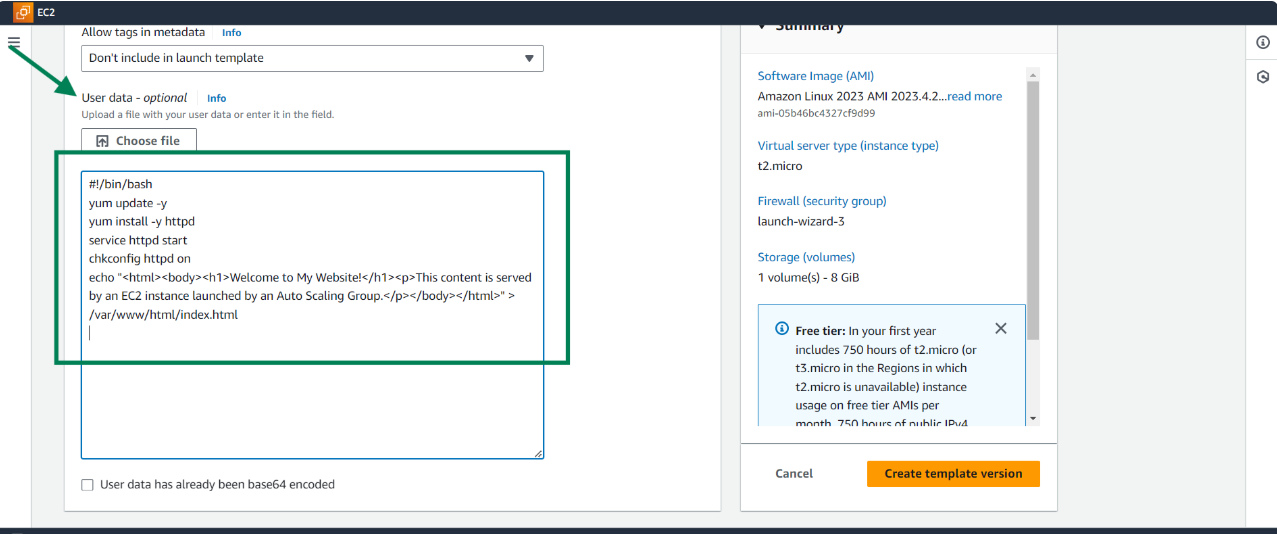 EC2
Allow tags in metadata Info
Don't include in launch template
User data - optional Info
Upload a file with your user data or enter it in the field.
Choose file
#!/bin/bash
yum update -y
yum install -y httpd
service httpd start
chkconfig httpd on
echo "<html><body><h1>Welcome to My Website!</h1><p>This content is served
by an EC2 instance launched by an Auto Scaling Group.</p></body></html>" >
/var/www/html/index.html
User data has already been base64 encoded
Summary
Software Image (AMI)
Amazon Linux 2023 AMI 2023.4.2...read more
ami-05b46bc4327cf9d99
Virtual server type (instance type)
t2.micro
Firewall (security group)
launch-wizard-3
Storage (volumes)
1 volume(s) - 8 GiB
Free tier: In your first year
includes 750 hours of t2.micro (or
t3.micro in the Regions in which
t2.micro is unavailable) instance
usage on free tier AMIs per
month, 750 hours of public IPv4
Cancel
Create template version